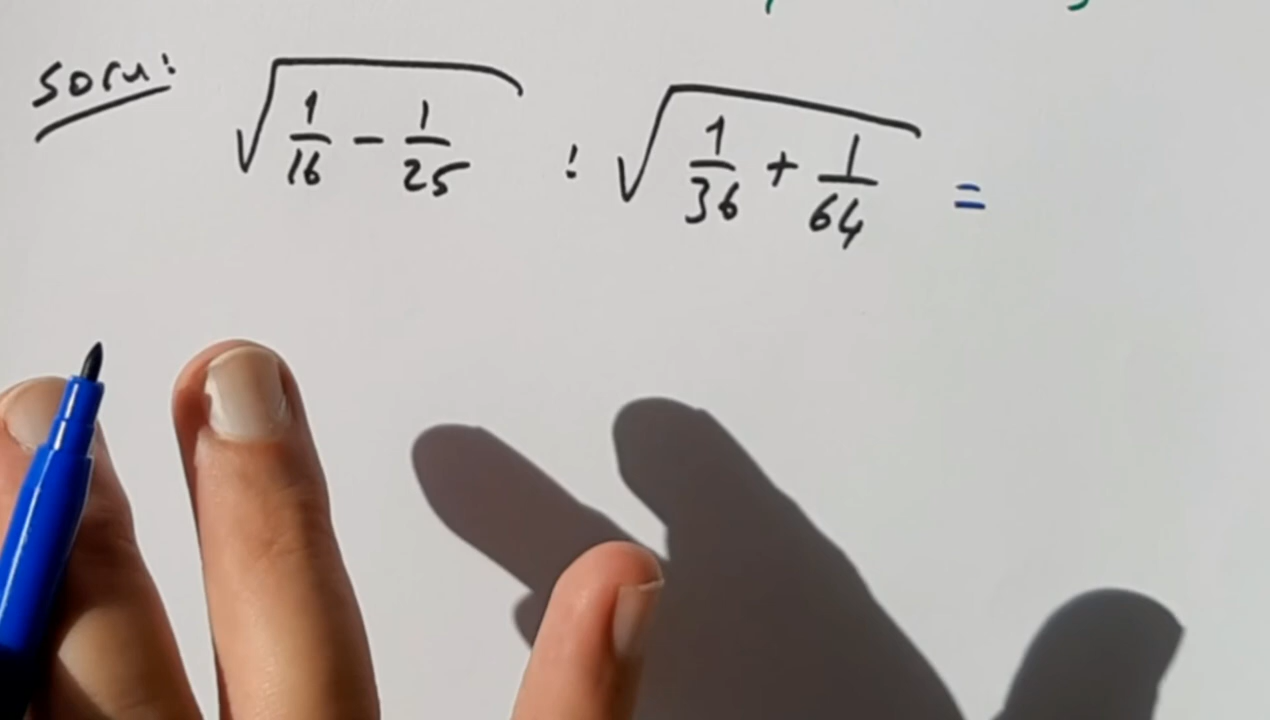 Soru: √(1/16 - 1/25) : √(1/36 + 1/64) =